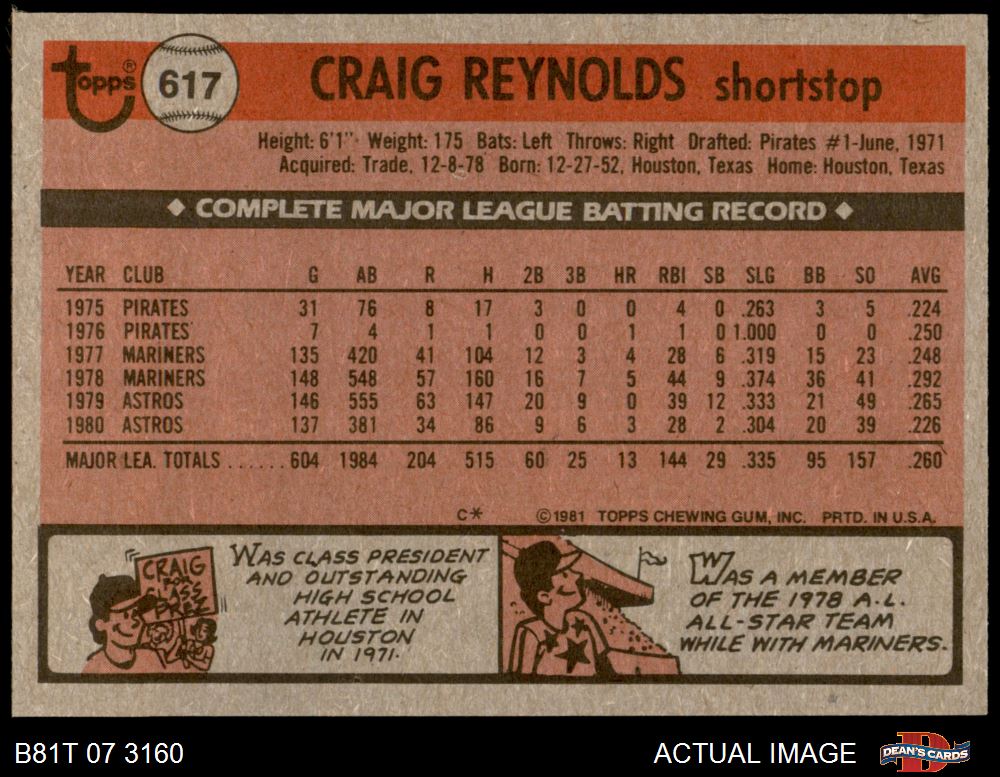 Topps® 617 CRAIG REYNOLDS shortstop
Height: 6'1" Weight: 175 Bats: Left Throws: Right Drafted: Pirates #1-June, 1971
Acquired: Trade, 12-8-78 Born: 12-27-52, Houston, Texas Home: Houston, Texas
◆ COMPLETE MAJOR LEAGUE BATTING RECORD ◆
YEAR CLUB G AB R H 2B 3B HR RBI SB SLG BB SO AVG
1975 PIRATES 31 76 8 17 3 0 0 4 0 .263 3 5 .224
1976 PIRATES 7 4 1 1 0 0 1 1 0 1.000 0 0 .250
1977 MARINERS 135 420 41 104 12 3 4 28 6 .319 15 23 .248
1978 MARINERS 148 548 57 160 16 7 5 44 9 .374 36 41 .292
1979 ASTROS 146 555 63 147 20 9 0 39 12 .333 21 49 .265
1980 ASTROS 137 381 34 86 9 6 3 28 2 .304 20 39 .226
MAJOR LEA. TOTALS ...... 604 1984 204 515 60 25 13 144 29 .335 95 157 .260
C* ©1981 TOPPS CHEWING GUM, INC. PRTD. IN U.S.A.
CRAIG
FOR
CLASS
PREZ
WAS CLASS PRESIDENT
AND OUTSTANDING
HIGH SCHOOL
ATHLETE IN
HOUSTON
IN 1971.
WAS A MEMBER
OF THE 1978 A.L.
ALL-STAR TEAM
WHILE WITH MARINERS.
B81T 07 3160 ACTUAL IMAGE DEAN'S CARDS